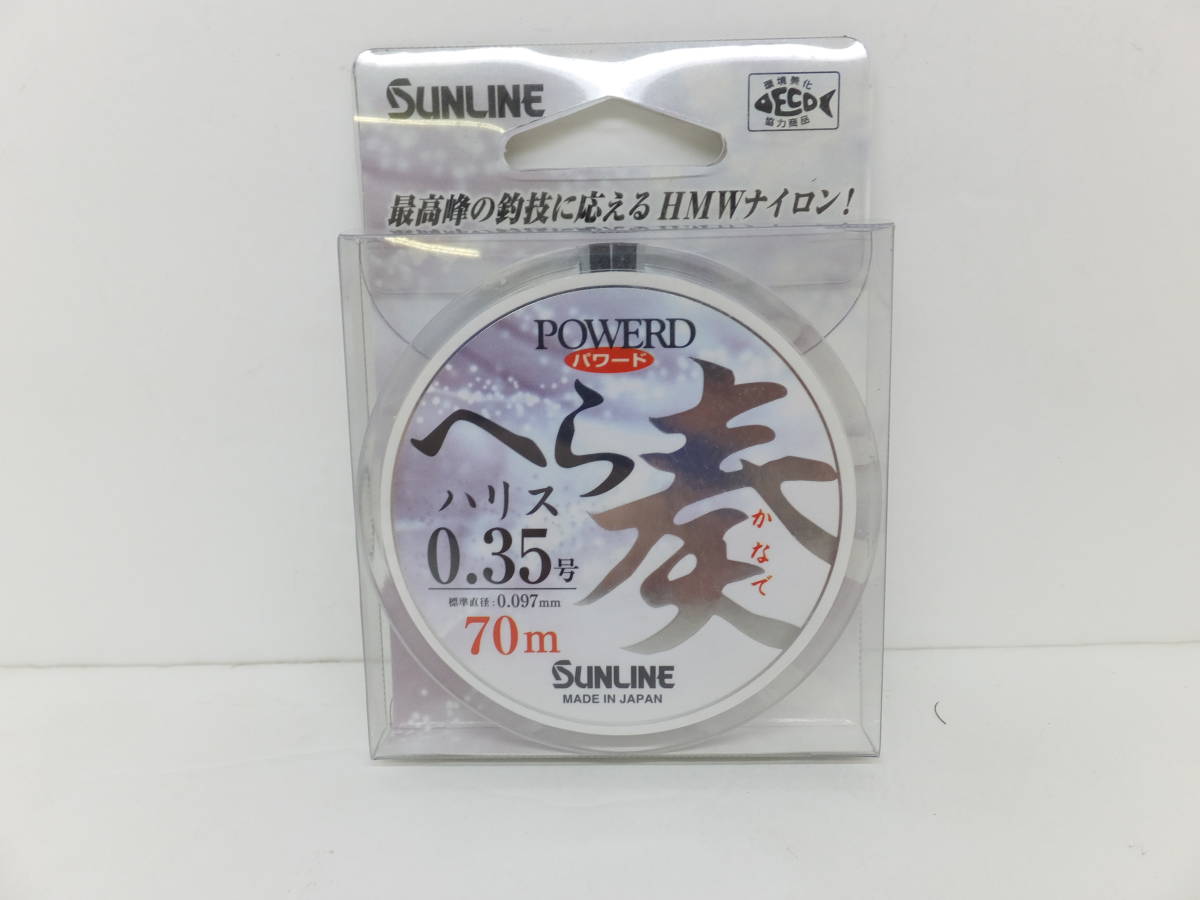 SUNLINE
環境美化
ECO
協力商品
最高峰の釣技に応える HMWナイロン!
POWERD
パワード
へら奏
かなで
ハリス
0.35号
標準直径:0.097mm
70m
SUNLINE
MADE IN JAPAN